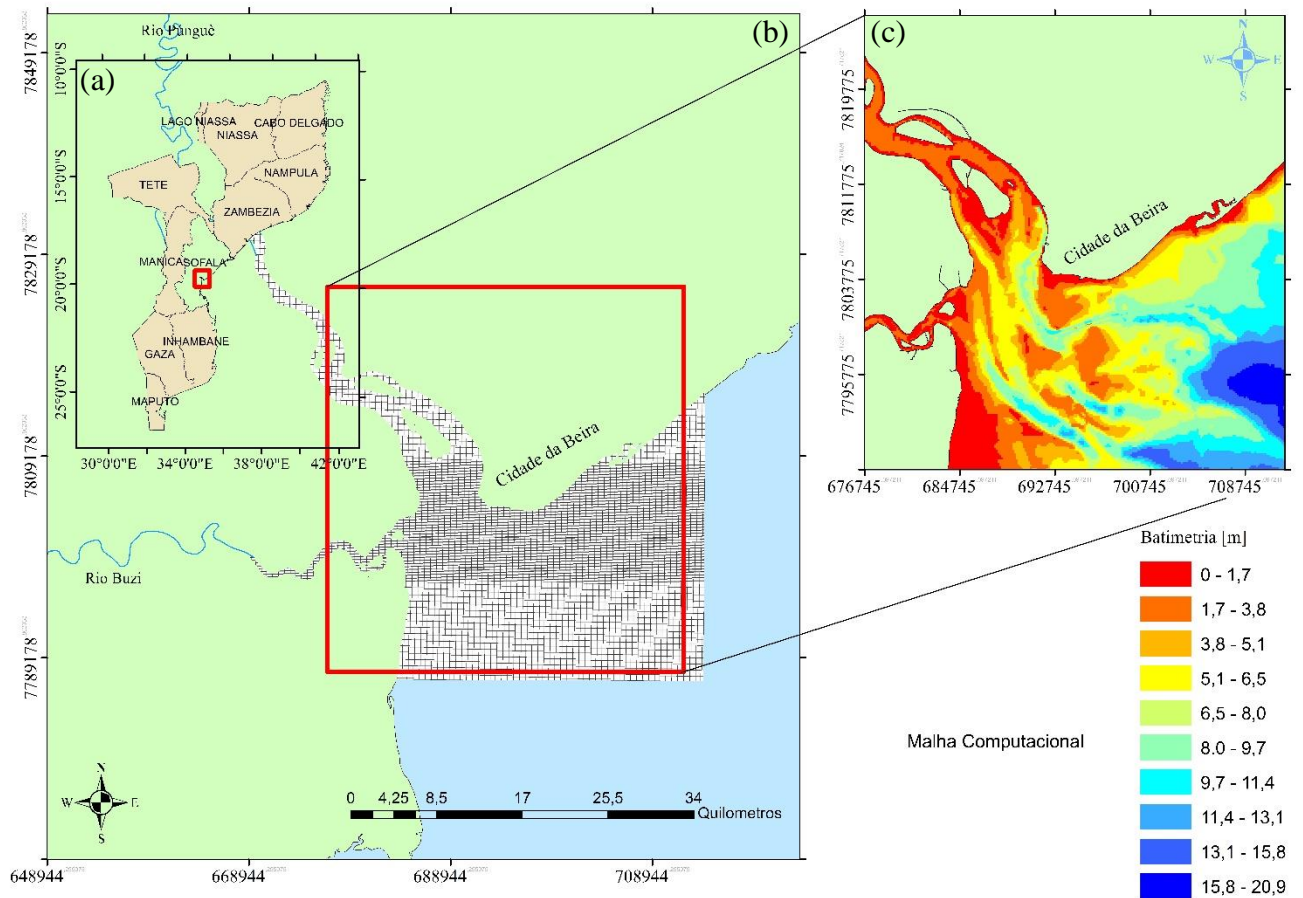 Rio Pùnguè
(b)
(c)
(a)
7849178
7829178
7809178
7789178
10°0'0"S
15°0'0"S
20°0'0"S
25°0'0"S
LAGO NIASSA
NIASSA
CABO DELGADO
NAMPULA
TETE
ZAMBEZIA
MANICA
SOFALA
INHAMBANE
GAZA
MAPUTO
30°0'0"E
34°0'0"E
38°0'0"E
42°0'0"E
Cidade da Beira
Rio Buzi
N
W
E
S
0
4,25
8,5
17
25,5
34
Quilometros
648944
668944
688944
708944
N
W
E
S
7819775
7811775
7803775
7795775
Cidade da Beira
676745
684745
692745
700745
708745
Malha Computacional
Batimetria [m]
0 - 1,7
1,7 - 3,8
3,8 - 5,1
5,1 - 6,5
6,5 - 8,0
8.0 - 9,7
9,7 - 11,4
11,4 - 13,1
13,1 - 15,8
15,8 - 20,9